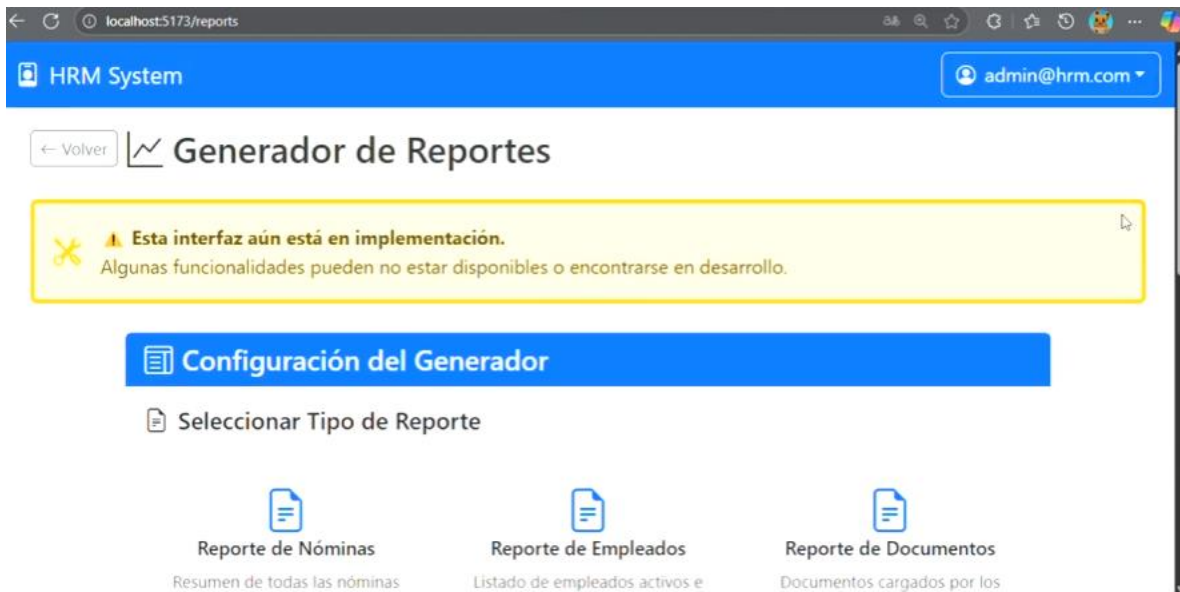 localhost:5173/reports
HRM System
admin@hrm.com
← Volver
Generador de Reportes
⚠ Esta interfaz aún está en implementación.
Algunas funcionalidades pueden no estar disponibles o encontrarse en desarrollo.
Configuración del Generador
Seleccionar Tipo de Reporte
Reporte de Nóminas
Resumen de todas las nóminas
Reporte de Empleados
Listado de empleados activos e
Reporte de Documentos
Documentos cargados por los